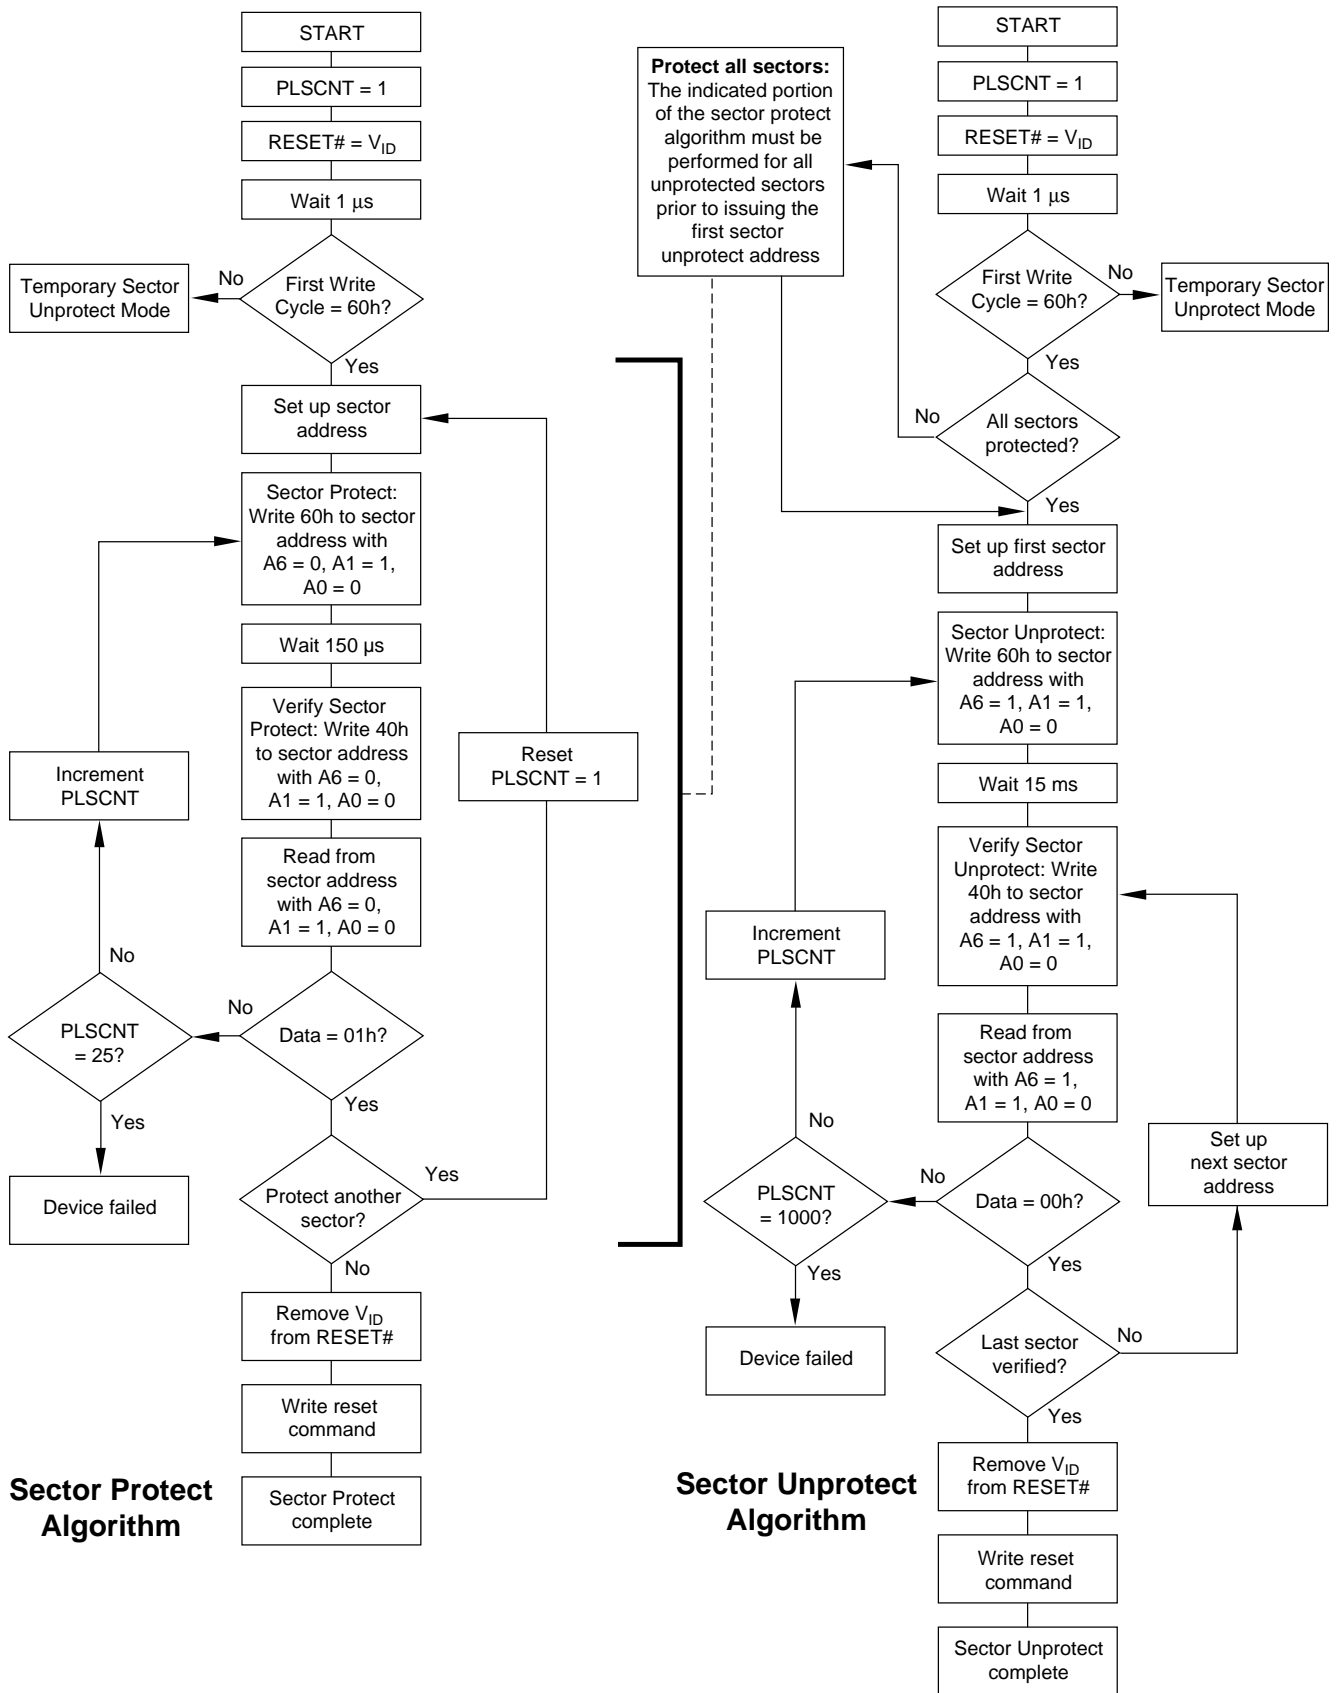 START
PLSCNT = 1
RESET# = VID
Wait 1 μs
First Write
Cycle = 60h?
No
Temporary Sector
Unprotect Mode
Yes
Set up sector
address
Sector Protect:
Write 60h to sector
address with
A6 = 0, A1 = 1,
A0 = 0
Wait 150 µs
Verify Sector
Protect: Write 40h
to sector address
with A6 = 0,
A1 = 1, A0 = 0
Reset
PLSCNT = 1
Increment
PLSCNT
Read from
sector address
with A6 = 0,
A1 = 1, A0 = 0
No
No
PLSCNT
= 25?
Data = 01h?
Yes
Yes
Device failed
Protect another
sector?
Yes
No
Remove VID
from RESET#
Write reset
command
Sector Protect
complete
Sector Protect
Algorithm
Protect all sectors:
The indicated portion
of the sector protect
algorithm must be
performed for all
unprotected sectors
prior to issuing the
first sector
unprotect address
START
PLSCNT = 1
RESET# = VID
Wait 1 μs
First Write
Cycle = 60h?
No
Temporary Sector
Unprotect Mode
Yes
No
All sectors
protected?
Yes
Set up first sector
address
Sector Unprotect:
Write 60h to sector
address with
A6 = 1, A1 = 1,
A0 = 0
Wait 15 ms
Verify Sector
Unprotect: Write
40h to sector
address with
A6 = 1, A1 = 1,
A0 = 0
Increment
PLSCNT
Read from
sector address
with A6 = 1,
A1 = 1, A0 = 0
No
No
PLSCNT
= 1000?
Data = 00h?
Set up
next sector
address
Yes
Yes
Device failed
Last sector
verified?
No
Yes
Remove VID
from RESET#
Write reset
command
Sector Unprotect
complete
Sector Unprotect
Algorithm